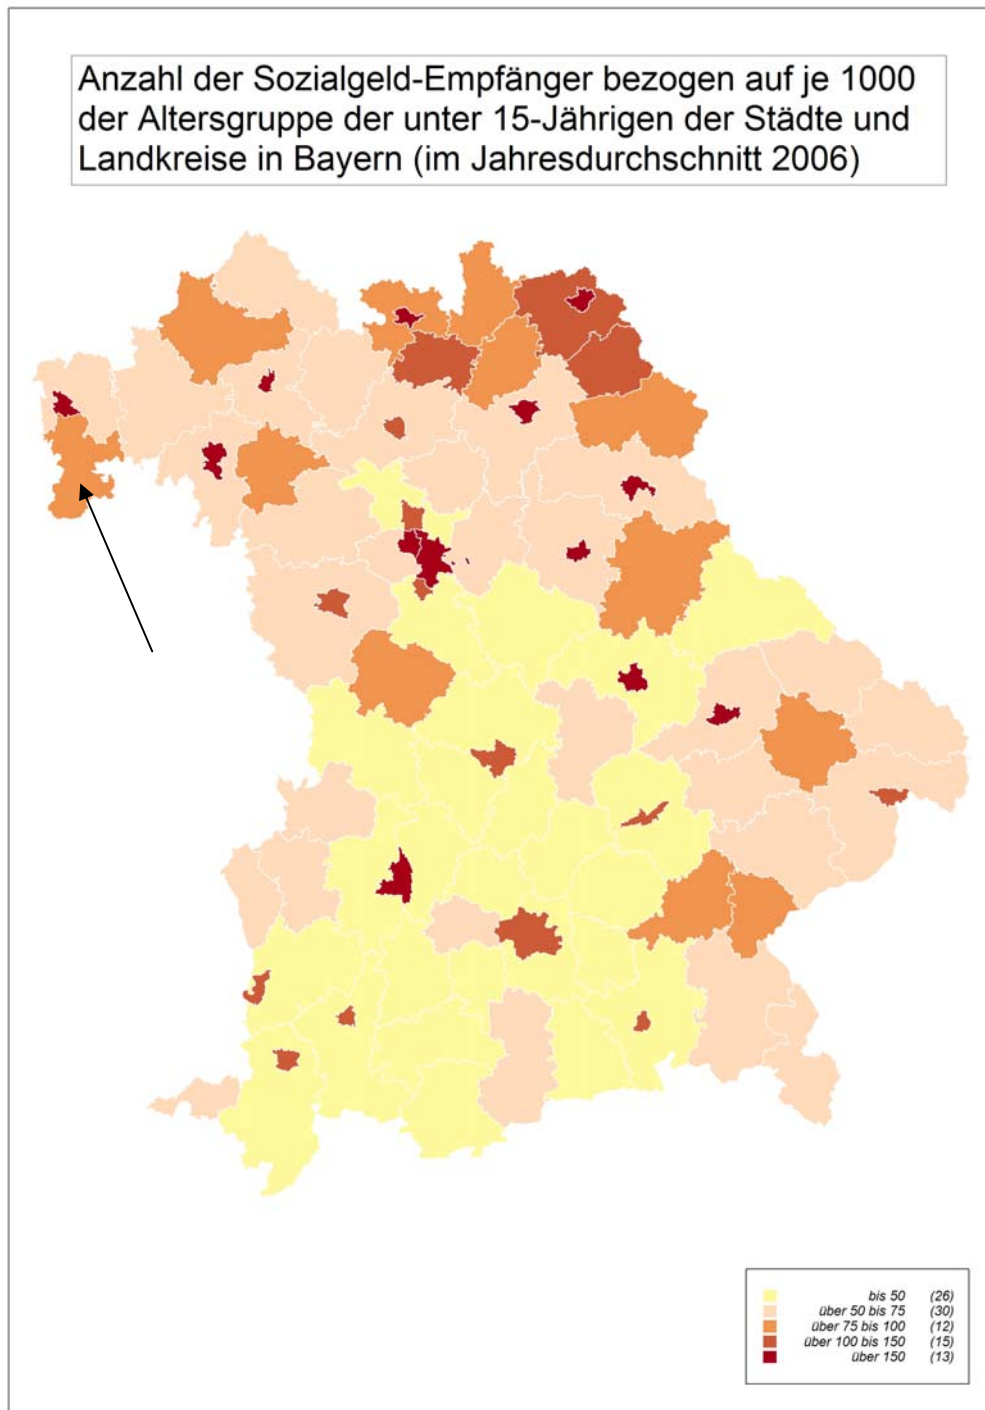 Anzahl der Sozialgeld-Empfänger bezogen auf je 1000
der Altersgruppe der unter 15-Jährigen der Städte und
Landkreise in Bayern (im Jahresdurchschnitt 2006)
bis 50 (26)
über 50 bis 75 (30)
über 75 bis 100 (12)
über 100 bis 150 (15)
über 150 (13)